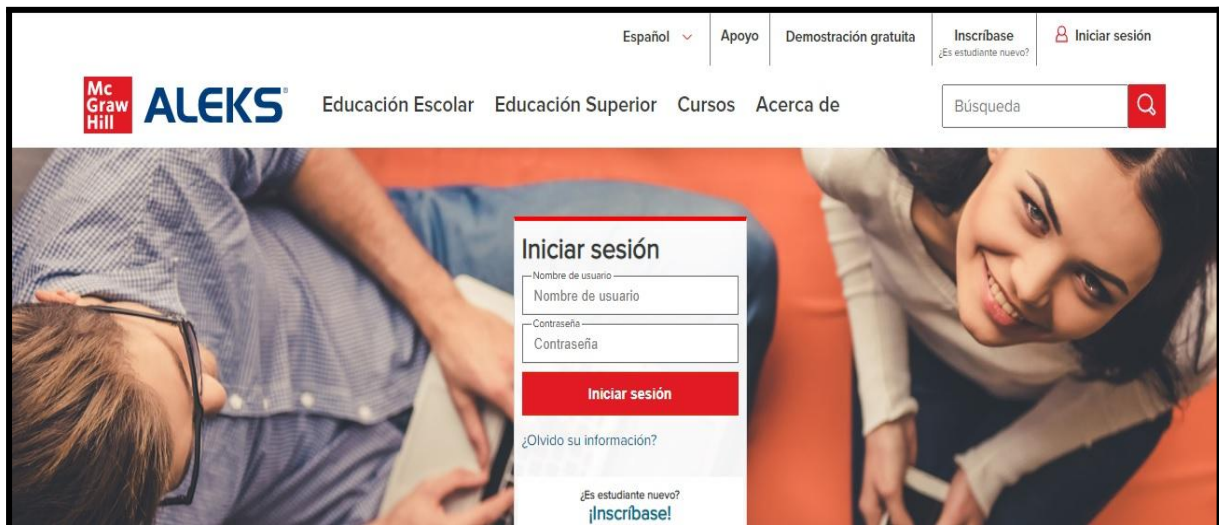 Español
Apoyo
Demostración gratuita
Inscríbase
¿Es estudiante nuevo?
Iniciar sesión
Mc
Graw
Hill
ALEKS®
Educación Escolar
Educación Superior
Cursos
Acerca de
Búsqueda
Iniciar sesión
Nombre de usuario
Nombre de usuario
Contraseña
Contraseña
Iniciar sesión
¿Olvido su información?
¿Es estudiante nuevo?
¡Inscríbase!